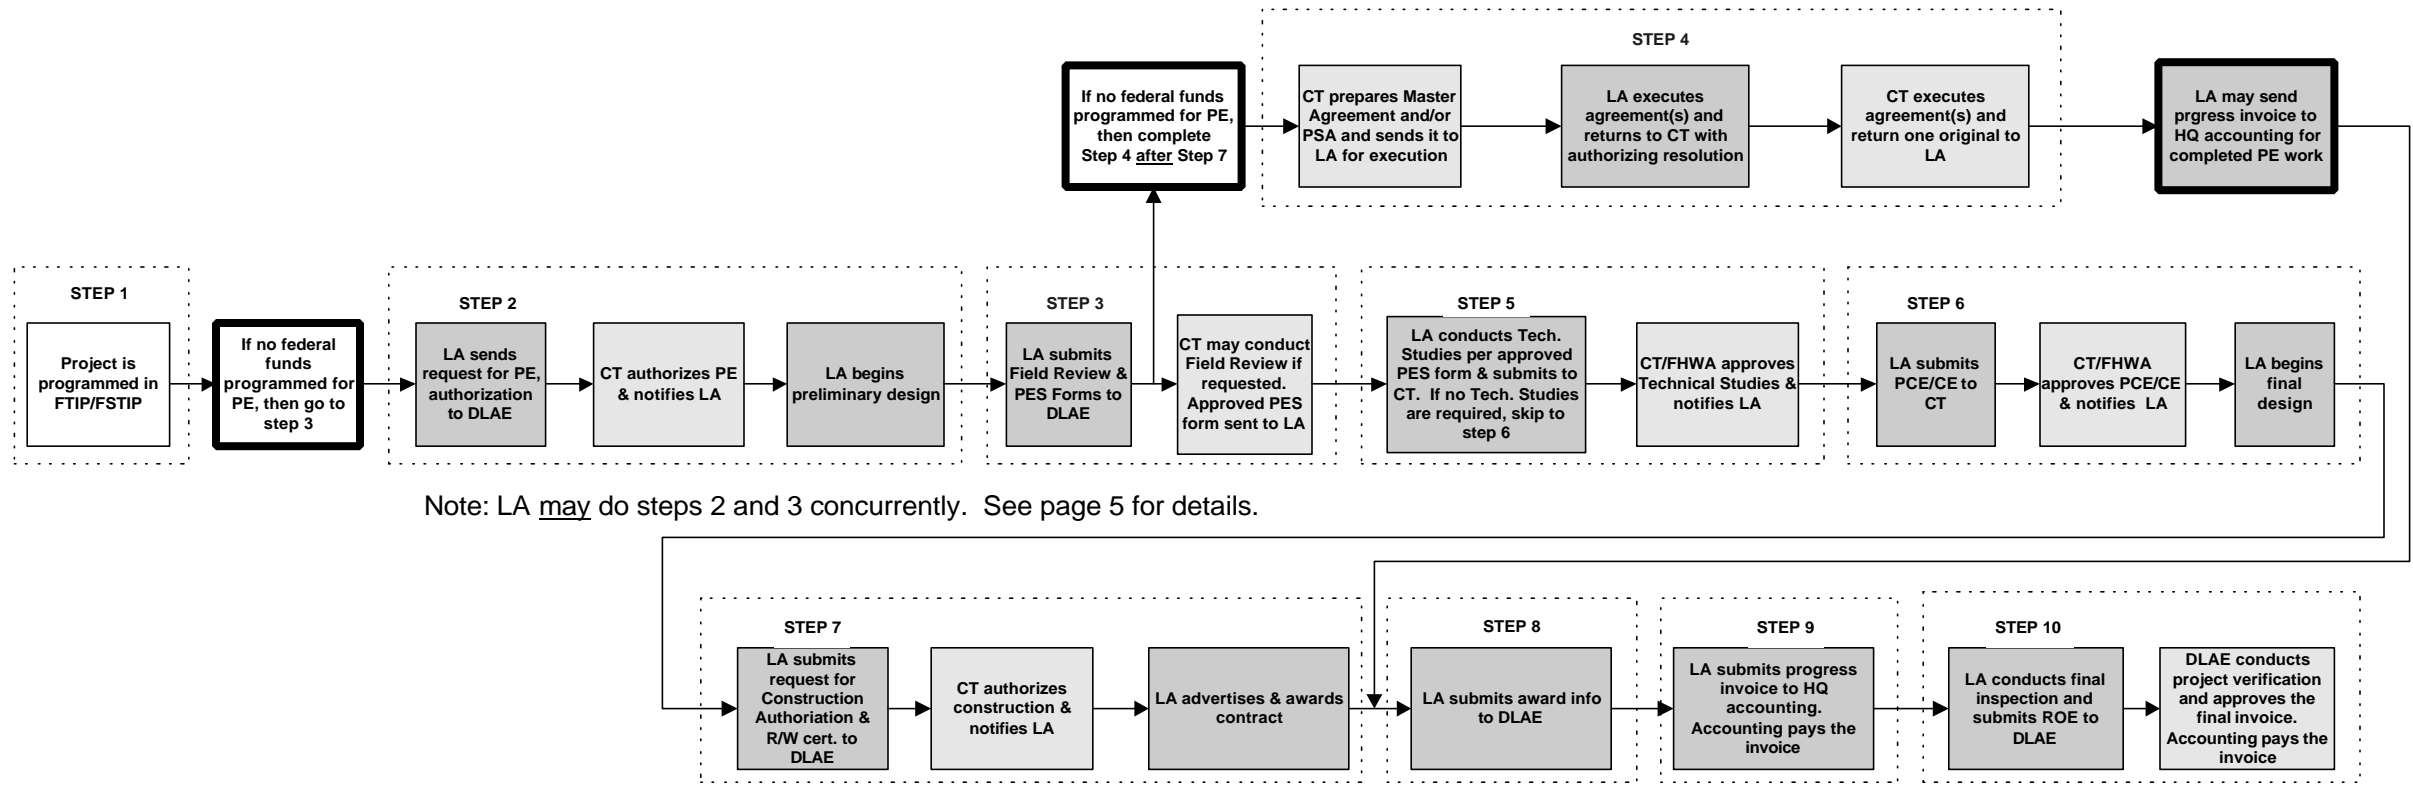 STEP 4
If no federal funds
programmed for PE,
then complete
Step 4 after Step 7
CT prepares Master
Agreement and/or
PSA and sends it to
LA for execution
LA executes
agreement(s) and
returns to CT with
authorizing resolution
CT executes
agreement(s) and
return one original to
LA
LA may send
prgress invoice to
HQ accounting for
completed PE work
STEP 1
Project is
programmed in
FTIP/FSTIP
If no federal
funds
programmed for
PE, then go to
step 3
STEP 2
LA sends
request for PE,
authorization
to DLAE
CT authorizes PE
& notifies LA
LA begins
preliminary design
STEP 3
LA submits
Field Review &
PES Forms to
DLAE
CT may conduct
Field Review if
requested.
Approved PES
form sent to LA
STEP 5
LA conducts Tech.
Studies per approved
PES form & submits to
CT. If no Tech. Studies
are required, skip to
step 6
CT/FHWA approves
Technical Studies &
notifies LA
STEP 6
LA submits
PCE/CE to
CT
CT/FHWA
approves PCE/CE
& notifies LA
LA begins
final
design
Note: LA may do steps 2 and 3 concurrently. See page 5 for details.
STEP 7
LA submits
request for
Construction
Authoriation &
R/W cert. to
DLAE
CT authorizes
construction &
notifies LA
LA advertises & awards
contract
STEP 8
LA submits award info
to DLAE
STEP 9
LA submits progress
invoice to HQ
accounting.
Accounting pays the
invoice
STEP 10
LA conducts final
inspection and
submits ROE to
DLAE
DLAE conducts
project verification
and approves the
final invoice.
Accounting pays the
invoice